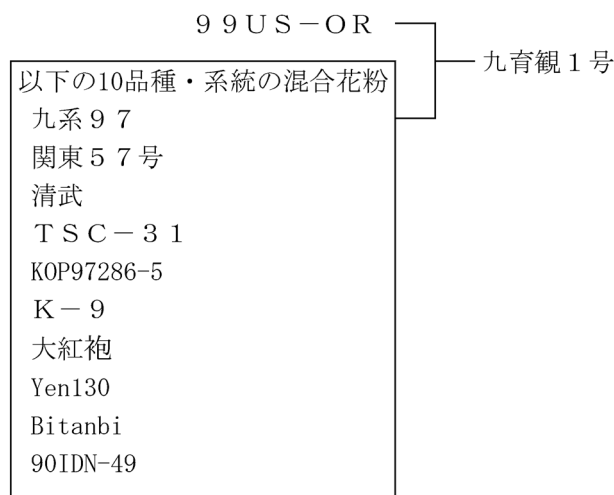 ９９ＵＳ－ＯＲ
九育観１号
以下の10品種・系統の混合花粉
九系９７
関東５７号
清武
ＴＳＣ－３１
KOP97286-5
Ｋ－９
大紅袍
Yen130
Bitanbi
90IDN-49